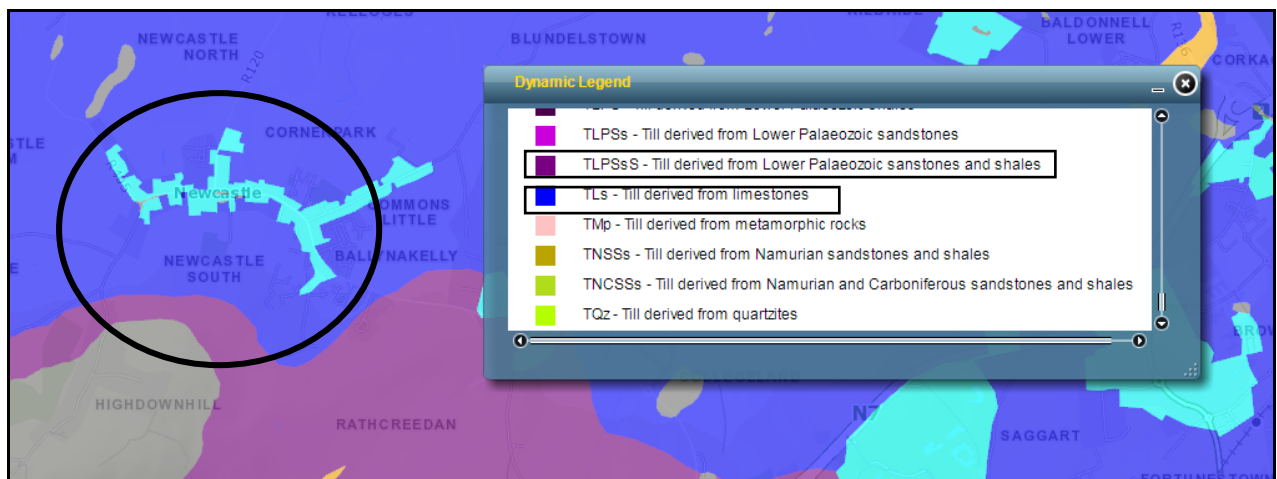 KILBRIDE
NEWCASTLE
NORTH
R120
BLUNDELSTOWN
BALDONNELL
LOWER
R136
Dynamic Legend
TLPSs - Till derived from Lower Palaeozoic sandstones
TLPSsS - Till derived from Lower Palaeozoic sanstones and shales
TLs - Till derived from limestones
TMp - Till derived from metamorphic rocks
TNSSs - Till derived from Namurian sandstones and shales
TNCSSs - Till derived from Namurian and Carboniferous sandstones and shales
TQz - Till derived from quartzites
CORNERPARK
Newcastle
COMMONS
LITTLE
NEWCASTLE
SOUTH
BALLYNAKELLY
HIGHDOWNHILL
RATHCREEDAN
N7
SAGGART